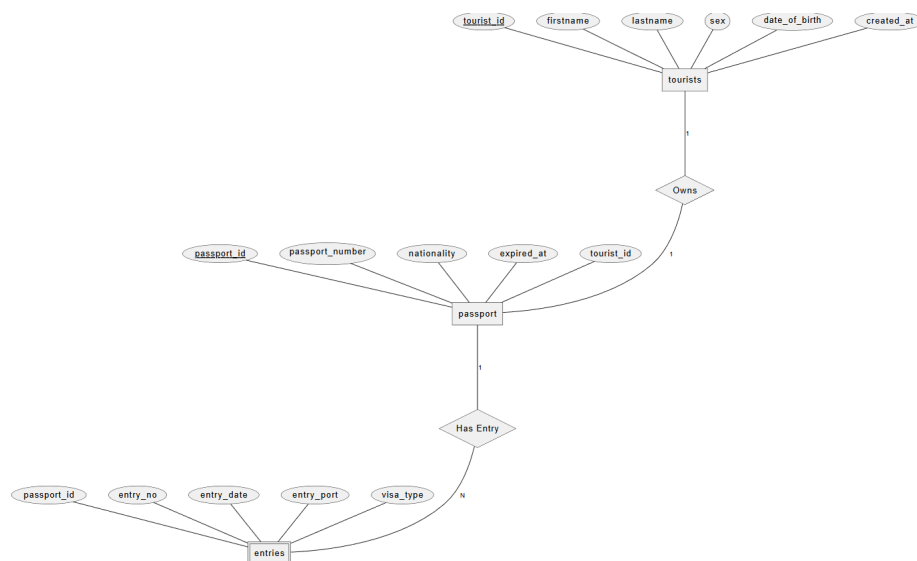 tourist_id firstname lastname sex date_of_birth created_at
tourists
1
Owns
passport_id passport_number nationality expired_at tourist_id
1
passport
1
Has Entry
passport_id entry_no entry_date entry_port visa_type
N
entries